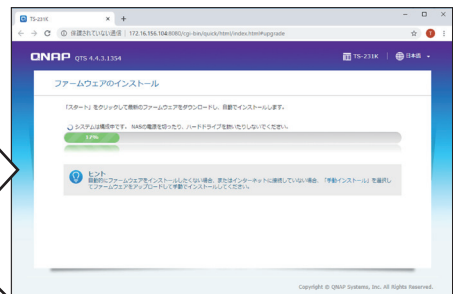 TS-231K
保護されていない通信 | 172.16.156.104:8080/cgi-bin/quick/html/index.html#upgrade
QNAP QTS 4.4.3.1354
TS-231K | 日本語
ファームウェアのインストール
「スタート」をクリックして最新のファームウェアをダウンロードし、自動でインストールします。
システムは構成中です。 NASの電源を切ったり、ハードドライブを抜いたりしないでください。
12%
ヒント
自動的にファームウェアをインストールしたくない場合、またはインターネットに接続していない場合、「手動インストール」を選択し
てファームウェアをアップロードして手動でインストールしてください。
Copyright © QNAP Systems, Inc. All Rights Reserved.